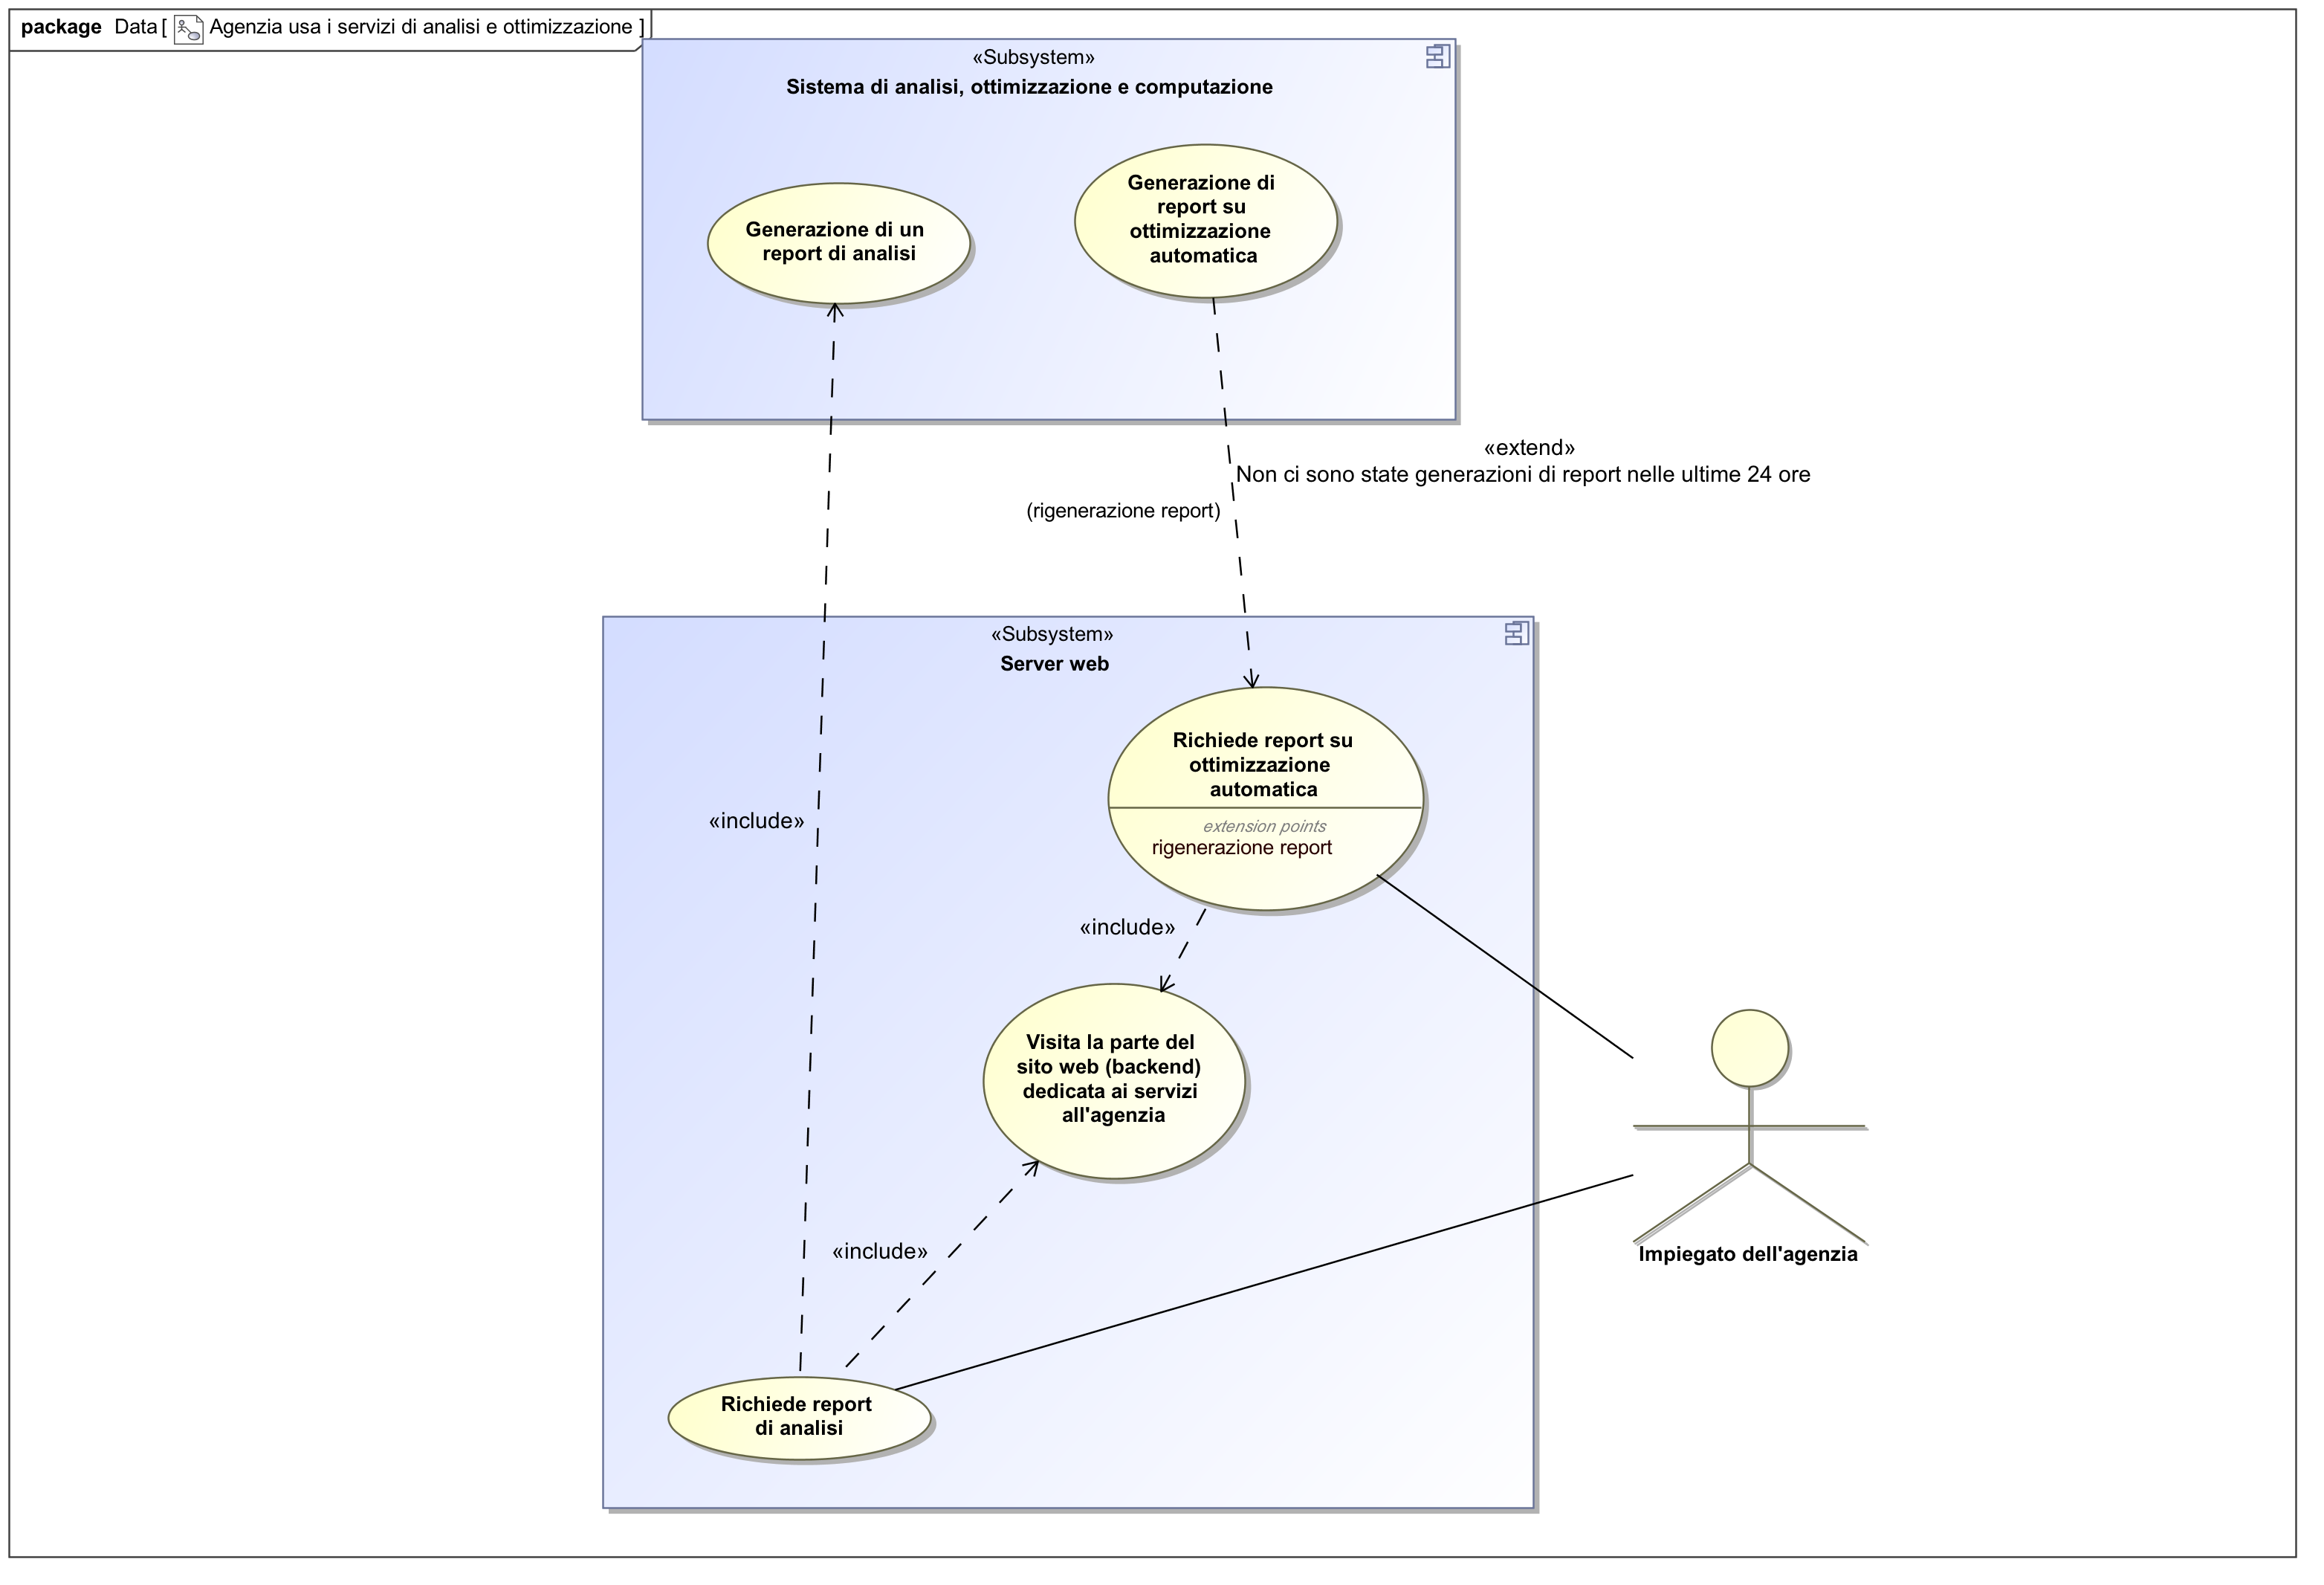 package Data [ Agenzia usa i servizi di analisi e ottimizzazione ]
«Subsystem»
Sistema di analisi, ottimizzazione e computazione
Generazione di un
report di analisi
Generazione di
report su
ottimizzazione
automatica
«extend»
Non ci sono state generazioni di report nelle ultime 24 ore
(rigenerazione report)
«Subsystem»
Server web
Richiede report su
ottimizzazione
automatica
extension points
rigenerazione report
«include»
«include»
Visita la parte del
sito web (backend)
dedicata ai servizi
all'agenzia
«include»
Impiegato dell'agenzia
Richiede report
di analisi